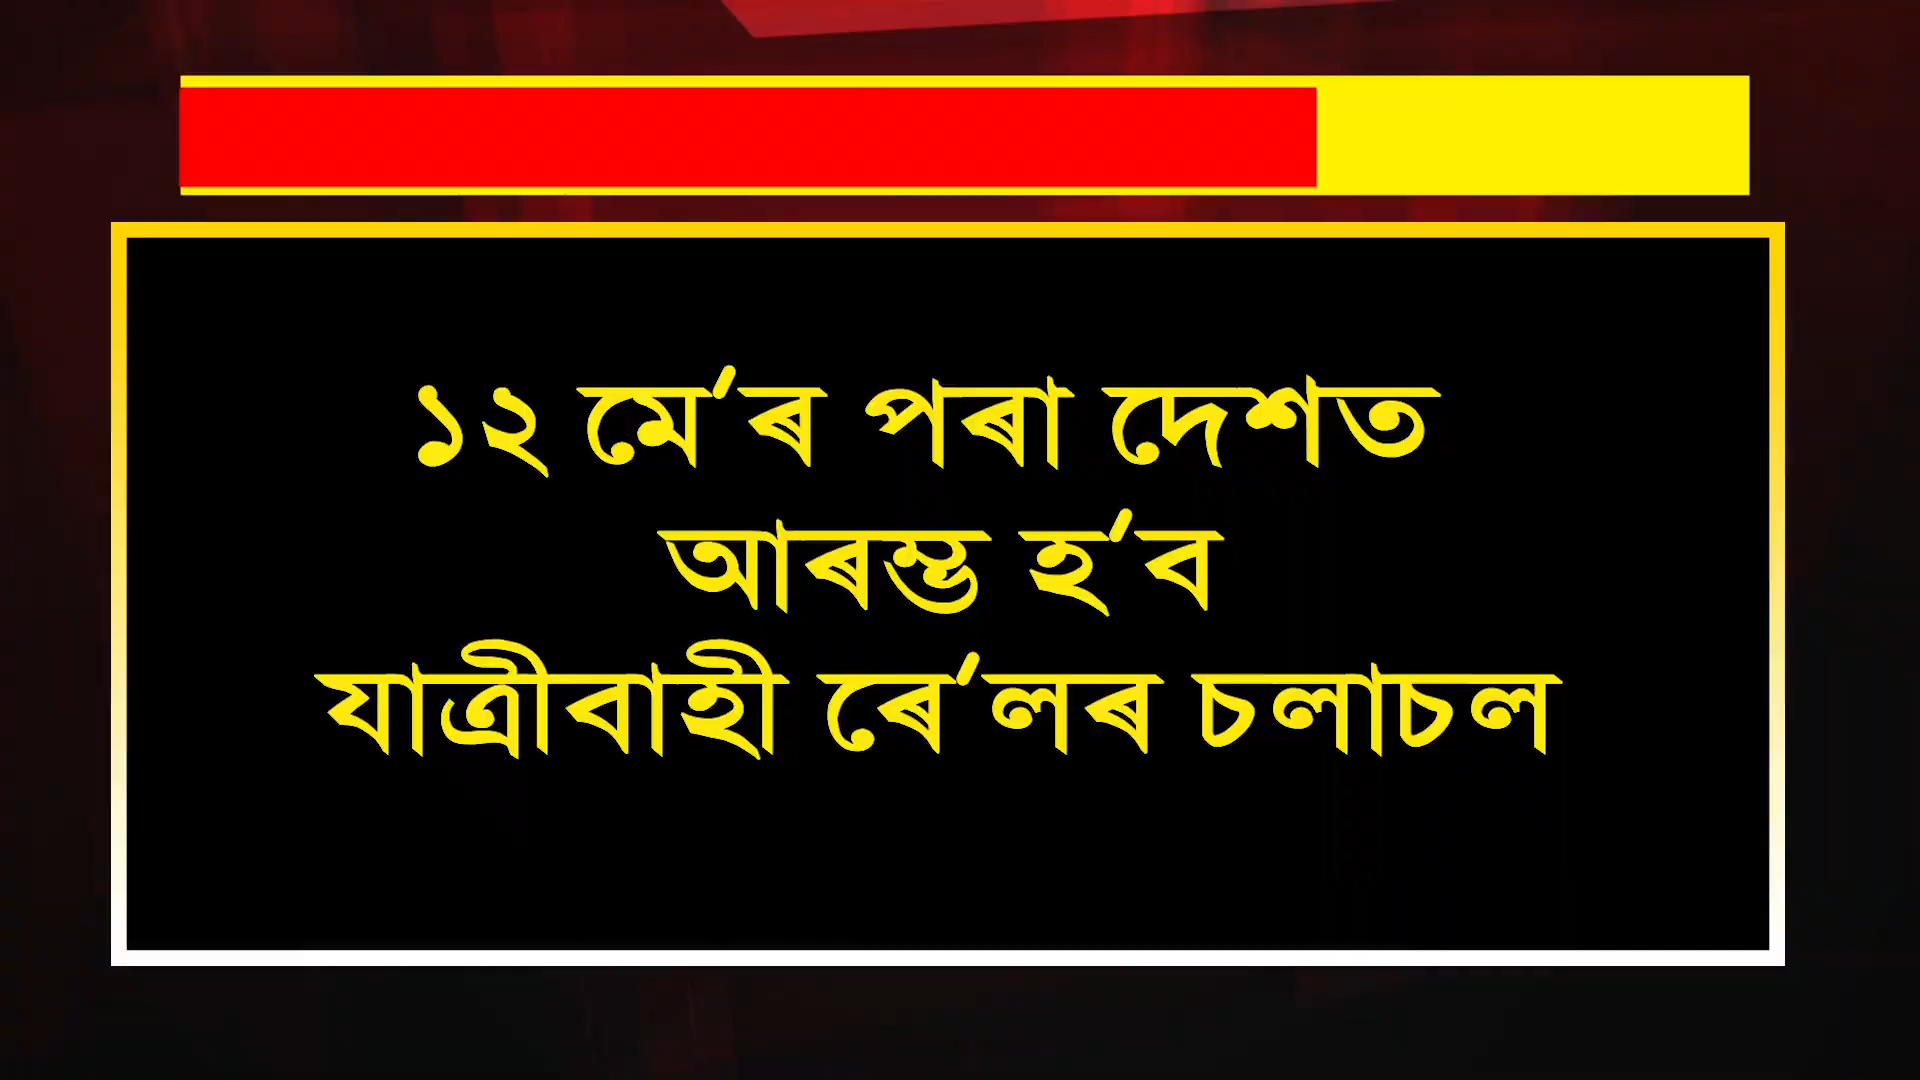 ১২ মে'ৰ পৰা দেশত
আৰম্ভ হ'ব
যাত্ৰীবাহী ৰে'লৰ চলাচল